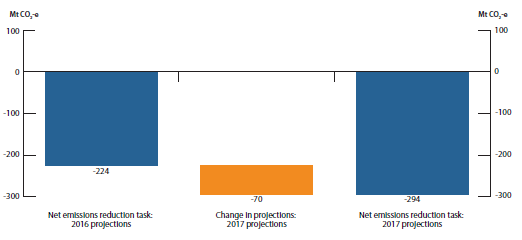 Mt CO₂-e Mt CO₂-e
100 100
0 0
-100 -100
-200 -200
-224
-300 -70 -294 -300
Net emissions reduction task: Change in projections: Net emissions reduction task:
2016 projections 2017 projections 2017 projections